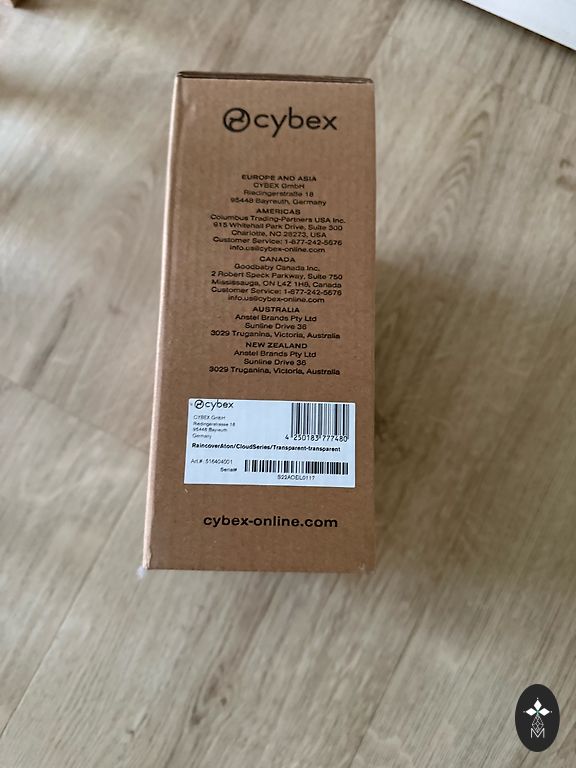 cybex
EUROPE AND ASIA
CYBEX GmbH
Riedingerstraße 18
95448 Bayreuth, Germany
AMERICAS
Columbus Trading-Partners USA Inc.
915 Whitehall Park Drive, Suite 300
Charlotte, NC 28273, USA
Customer Service: 1-877-242-5676
info.us@cybex-online.com
CANADA
Goodbaby Canada Inc.
2 Robert Speck Parkway, Suite 750
Mississauga, ON L4Z 1H8, Canada
Customer Service: 1-877-242-5676
info.us@cybex-online.com
AUSTRALIA
Anstel Brands Pty Ltd
Sunline Drive 36
3029 Truganina, Victoria, Australia
NEW ZEALAND
Anstel Brands Pty Ltd
Sunline Drive 36
3029 Truganina, Victoria, Australia
cybex
CYBEX GmbH
Riedingerstrasse 18
95448 Bayreuth
Germany
4 250183 777480
RaincoverAton/CloudSeries/Transparent-transparent
Art.#: 516404001
Serial#
S22ACEL0117
cybex-online.com
M